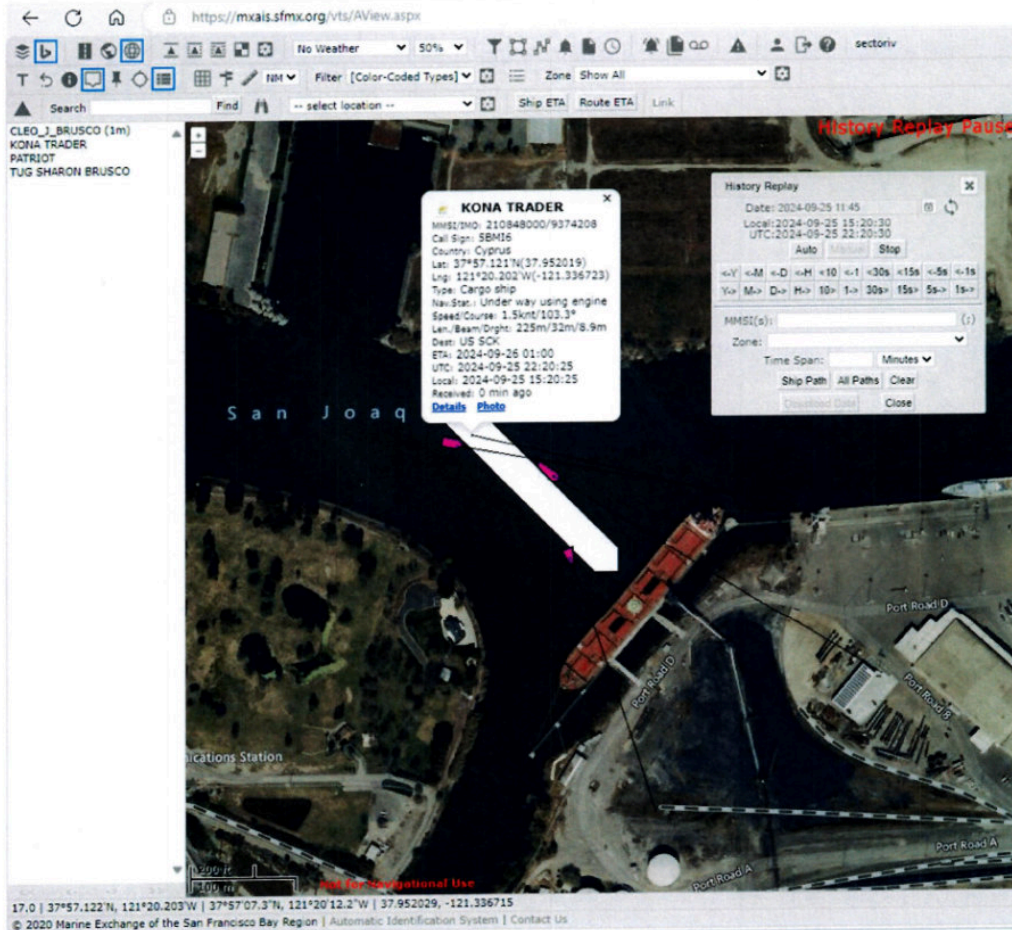 https://mxais.sfmx.org/vts/AView.aspx
No Weather 50% sectoriv
T NM Filter [Color-Coded Types] Zone Show All
Search Find -- select location -- Ship ETA Route ETA Link
CLEO_J_BRUSCO (1m)
KONA TRADER
PATRIOT
TUG SHARON BRUSCO
+
-
History Replay Pause
KONA TRADER
MMSI/IMO: 210848000/9374208
Call Sign: 5BMI6
Country: Cyprus
Lat: 37°57.121'N(37.952019)
Lng: 121°20.202'W(-121.336723)
Type: Cargo ship
Nav.Stat.: Under way using engine
Speed/Course: 1.5knt/103.3°
Len./Beam/Drght: 225m/32m/8.9m
Dest: US SCK
ETA: 2024-09-26 01:00
UTC: 2024-09-25 22:20:25
Local: 2024-09-25 15:20:25
Received: 0 min ago
Details Photo
History Replay
Date: 2024-09-25 11:45
Local:2024-09-25 15:20:30
UTC:2024-09-25 22:20:30
Auto Manual Stop
<-Y <-M <-D <-H <10 <-1 <30s <15s <-5s <-1s
Y-> M-> D-> H-> 10> 1-> 30s> 15s> 5s-> 1s->
MMSI(s): (;)
Zone:
Time Span: Minutes
Ship Path All Paths Clear
Download Data Close
San Joaq
Port Road D
Port Road D
Port Road B
ications Station
Port Road A
Port Road A
200 ft
100 m
Not for Navigational Use
17.0 | 37°57.122'N, 121°20.203'W | 37°57'07.3"N, 121°20'12.2"W | 37.952029, -121.336715
© 2020 Marine Exchange of the San Francisco Bay Region | Automatic Identification System | Contact Us